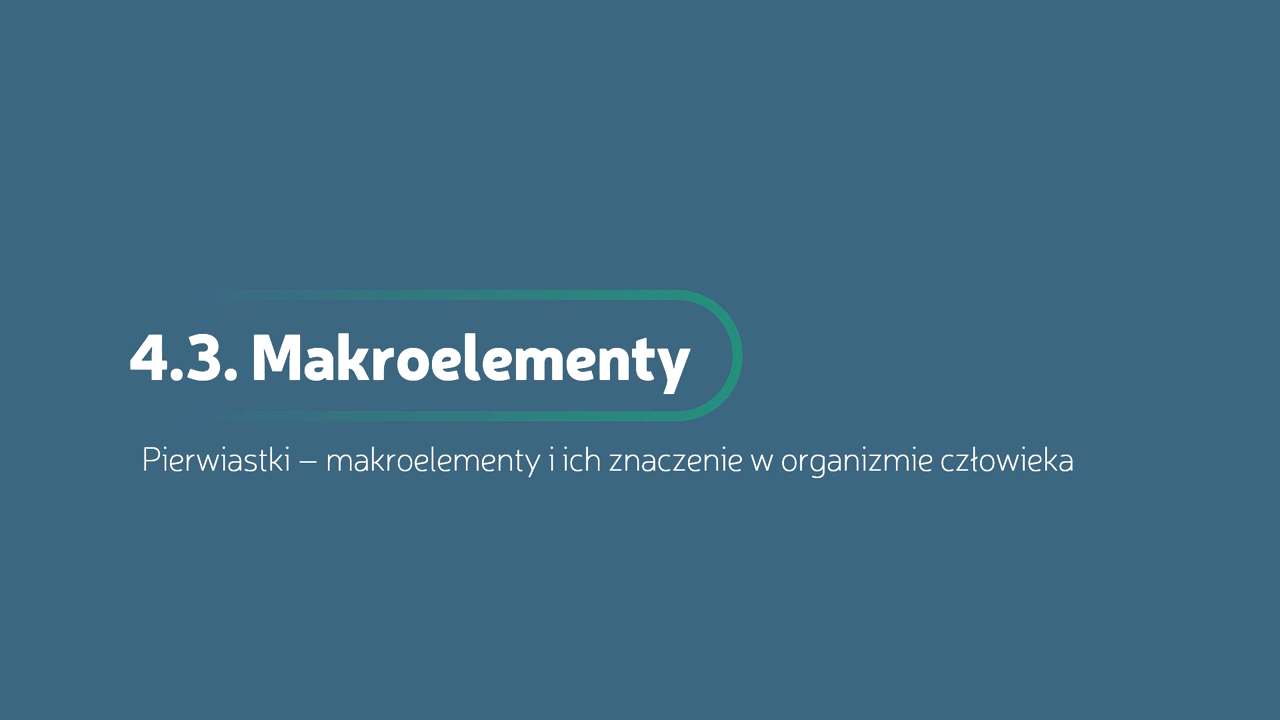 4.3. Makroelementy
Pierwiastki – makroelementy i ich znaczenie w organizmie człowieka